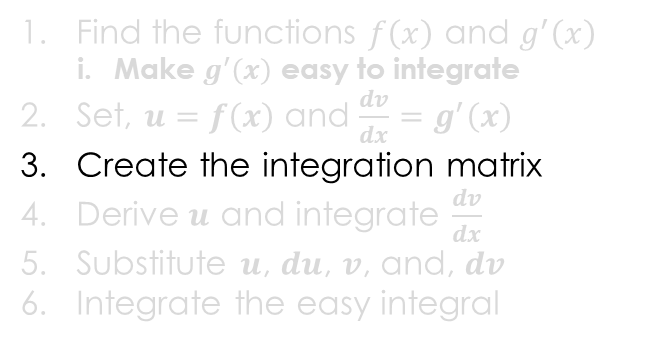 1. Find the functions f(x) and g′(x)
i. Make g′(x) easy to integrate
2. Set, u = f(x) and dv/dx = g′(x)
3. Create the integration matrix
4. Derive u and integrate dv/dx
5. Substitute u, du, v, and, dv
6. Integrate the easy integral